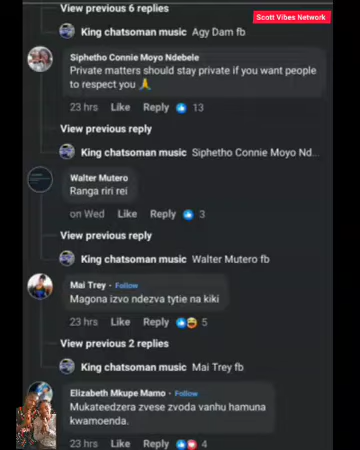 View previous 6 replies
Scott Vibes Network
King chatsoman music Agy Dam fb
Siphetho Connie Moyo Ndebele
Private matters should stay private if you want people
to respect you 🙏
23 hrs Like Reply 13
View previous reply
King chatsoman music Siphetho Connie Moyo Nd...
Walter Mutero
Ranga riri rei
on Wed Like Reply 3
View previous reply
King chatsoman music Walter Mutero fb
Mai Trey · Follow
Magona izvo ndezva tytie na kiki
23 hrs Like Reply 5
View previous 2 replies
King chatsoman music Mai Trey fb
Elizabeth Mkupe Mamo · Follow
Mukateedzera zvese zvoda vanhu hamuna
kwamoenda.
23 hrs Like Reply 4